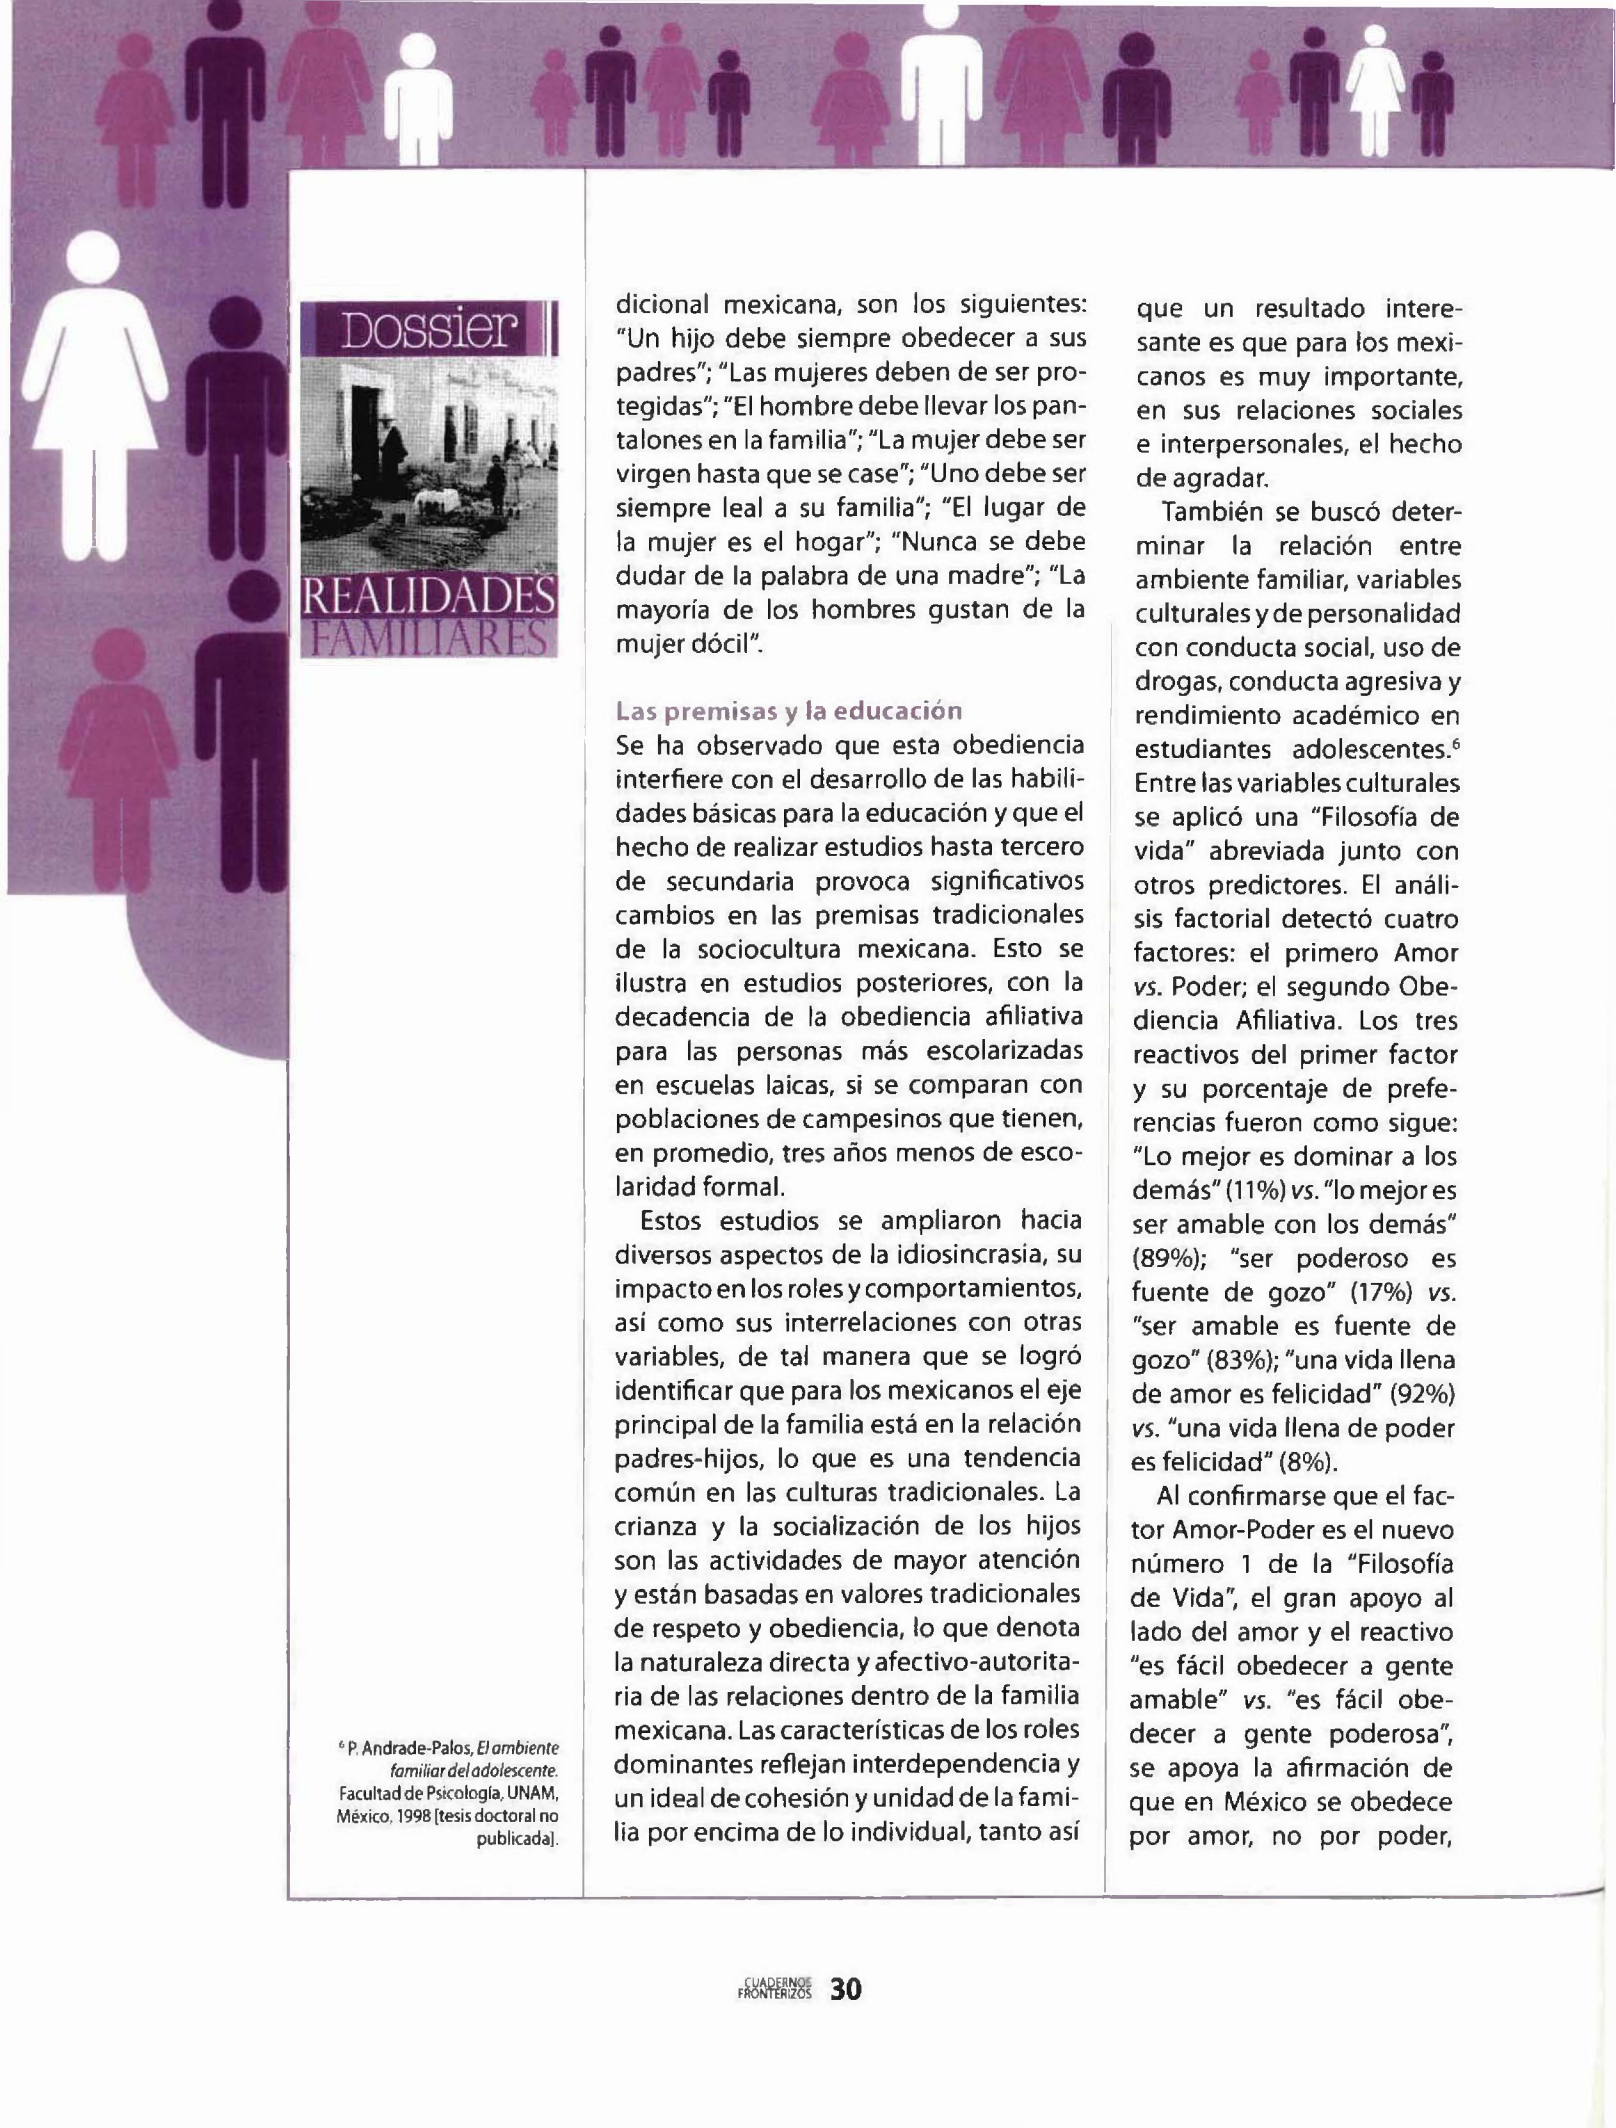 Dossier
REALIDADES
FAMILIARES
dicional mexicana, son los siguientes:
"Un hijo debe siempre obedecer a sus
padres"; "Las mujeres deben de ser pro-
tegidas"; "El hombre debe llevar los pan-
talones en la familia"; "La mujer debe ser
virgen hasta que se case"; "Uno debe ser
siempre leal a su familia"; "El lugar de
la mujer es el hogar"; "Nunca se debe
dudar de la palabra de una madre"; "La
mayoría de los hombres gustan de la
mujer dócil".
Las premisas y la educación
Se ha observado que esta obediencia
interfiere con el desarrollo de las habili-
dades básicas para la educación y que el
hecho de realizar estudios hasta tercero
de secundaria provoca significativos
cambios en las premisas tradicionales
de la sociocultura mexicana. Esto se
ilustra en estudios posteriores, con la
decadencia de la obediencia afiliativa
para las personas más escolarizadas
en escuelas laicas, si se comparan con
poblaciones de campesinos que tienen,
en promedio, tres años menos de esco-
laridad formal.
Estos estudios se ampliaron hacia
diversos aspectos de la idiosincrasia, su
impacto en los roles y comportamientos,
así como sus interrelaciones con otras
variables, de tal manera que se logró
identificar que para los mexicanos el eje
principal de la familia está en la relación
padres-hijos, lo que es una tendencia
común en las culturas tradicionales. La
crianza y la socialización de los hijos
son las actividades de mayor atención
y están basadas en valores tradicionales
de respeto y obediencia, lo que denota
la naturaleza directa y afectivo-autorita-
ria de las relaciones dentro de la familia
mexicana. Las características de los roles
dominantes reflejan interdependencia y
un ideal de cohesión y unidad de la fami-
lia por encima de lo individual, tanto así
que un resultado intere-
sante es que para los mexi-
canos es muy importante,
en sus relaciones sociales
e interpersonales, el hecho
de agradar.
También se buscó deter-
minar la relación entre
ambiente familiar, variables
culturales y de personalidad
con conducta social, uso de
drogas, conducta agresiva y
rendimiento académico en
estudiantes adolescentes.⁶
Entre las variables culturales
se aplicó una "Filosofía de
vida" abreviada junto con
otros predictores. El análi-
sis factorial detectó cuatro
factores: el primero Amor
vs. Poder; el segundo Obe-
diencia Afiliativa. Los tres
reactivos del primer factor
y su porcentaje de prefe-
rencias fueron como sigue:
"Lo mejor es dominar a los
demás" (11%) vs. "lo mejor es
ser amable con los demás"
(89%); "ser poderoso es
fuente de gozo" (17%) vs.
"ser amable es fuente de
gozo" (83%); "una vida llena
de amor es felicidad" (92%)
vs. "una vida llena de poder
es felicidad" (8%).
Al confirmarse que el fac-
tor Amor-Poder es el nuevo
número 1 de la "Filosofía
de Vida", el gran apoyo al
lado del amor y el reactivo
"es fácil obedecer a gente
amable" vs. "es fácil obe-
decer a gente poderosa",
se apoya la afirmación de
que en México se obedece
por amor, no por poder,
⁶ P. Andrade-Palos, El ambiente
familiar del adolescente.
Facultad de Psicología, UNAM,
México, 1998 [tesis doctoral no
publicada].
CUADERNOS
FRONTERIZOS 30